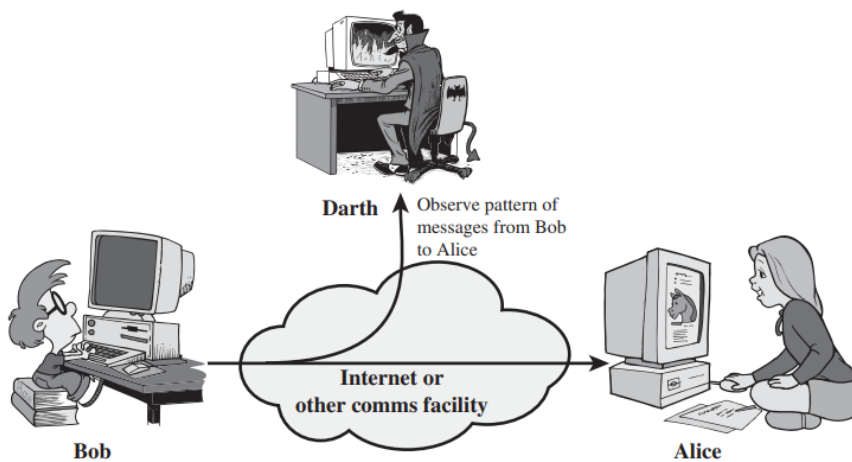 Darth
Observe pattern of
messages from Bob
to Alice
Internet or
other comms facility
Bob
Alice